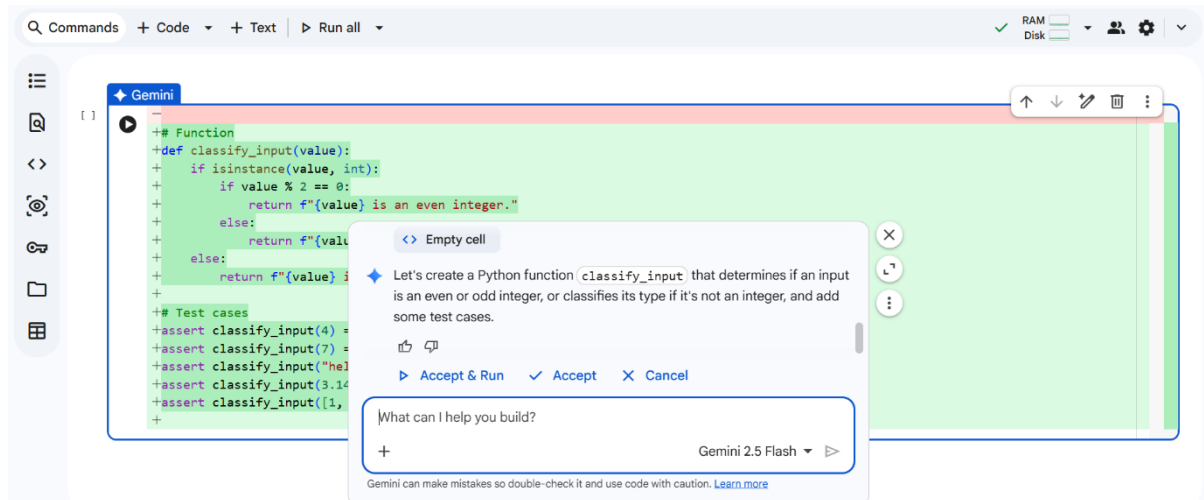 Commands + Code + Text Run all RAM
Disk
Gemini
[ ]
-
+# Function
+def classify_input(value):
+    if isinstance(value, int):
+        if value % 2 == 0:
+            return f"{value} is an even integer."
+        else:
+            return f"{valu
+    else:
+        return f"{value} i
+
+# Test cases
+assert classify_input(4) =
+assert classify_input(7) =
+assert classify_input("hel
+assert classify_input(3.14
+assert classify_input([1,
+
<> Empty cell
Let's create a Python function classify_input that determines if an input
is an even or odd integer, or classifies its type if it's not an integer, and add
some test cases.
Accept & Run Accept Cancel
What can I help you build?
+ Gemini 2.5 Flash
Gemini can make mistakes so double-check it and use code with caution. Learn more